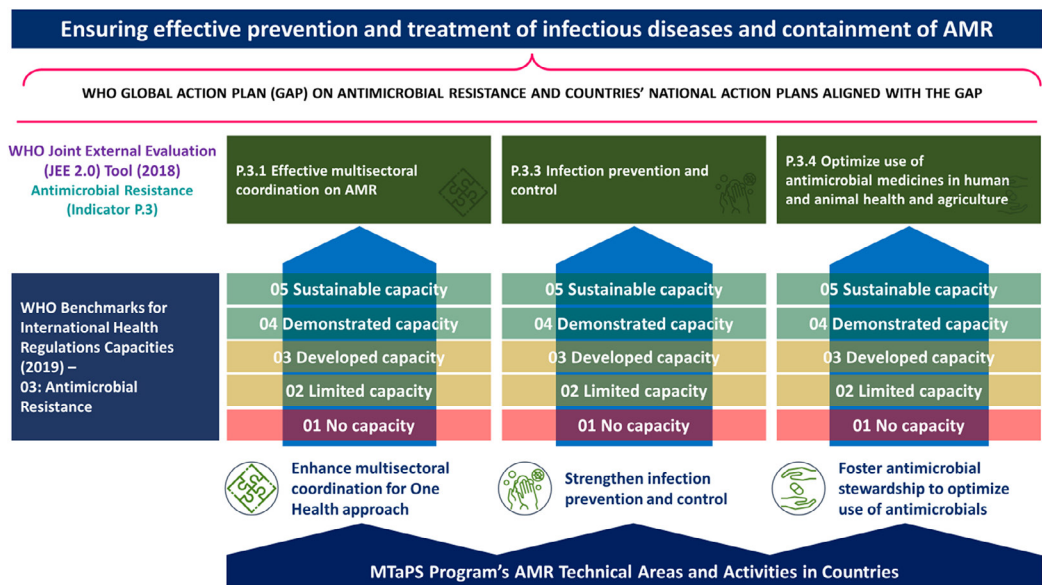 Ensuring effective prevention and treatment of infectious diseases and containment of AMR
WHO GLOBAL ACTION PLAN (GAP) ON ANTIMICROBIAL RESISTANCE AND COUNTRIES' NATIONAL ACTION PLANS ALIGNED WITH THE GAP
WHO Joint External Evaluation
(JEE 2.0) Tool (2018)
Antimicrobial Resistance
(Indicator P.3)
P.3.1 Effective multisectoral
coordination on AMR
P.3.3 Infection prevention and
control
P.3.4 Optimize use of
antimicrobial medicines in human
and animal health and agriculture
WHO Benchmarks for
International Health
Regulations Capacities
(2019) –
03: Antimicrobial
Resistance
05 Sustainable capacity
04 Demonstrated capacity
03 Developed capacity
02 Limited capacity
01 No capacity
05 Sustainable capacity
04 Demonstrated capacity
03 Developed capacity
02 Limited capacity
01 No capacity
05 Sustainable capacity
04 Demonstrated capacity
03 Developed capacity
02 Limited capacity
01 No capacity
Enhance multisectoral
coordination for One
Health approach
Strengthen infection
prevention and control
Foster antimicrobial
stewardship to optimize
use of antimicrobials
MTaPS Program's AMR Technical Areas and Activities in Countries